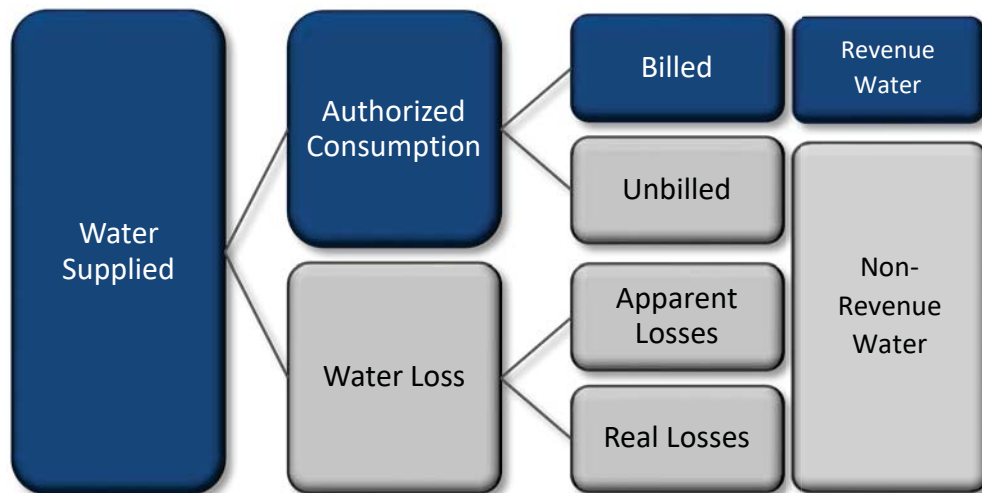 Water
Supplied
Authorized
Consumption
Water Loss
Billed
Unbilled
Apparent
Losses
Real Losses
Revenue
Water
Non-
Revenue
Water